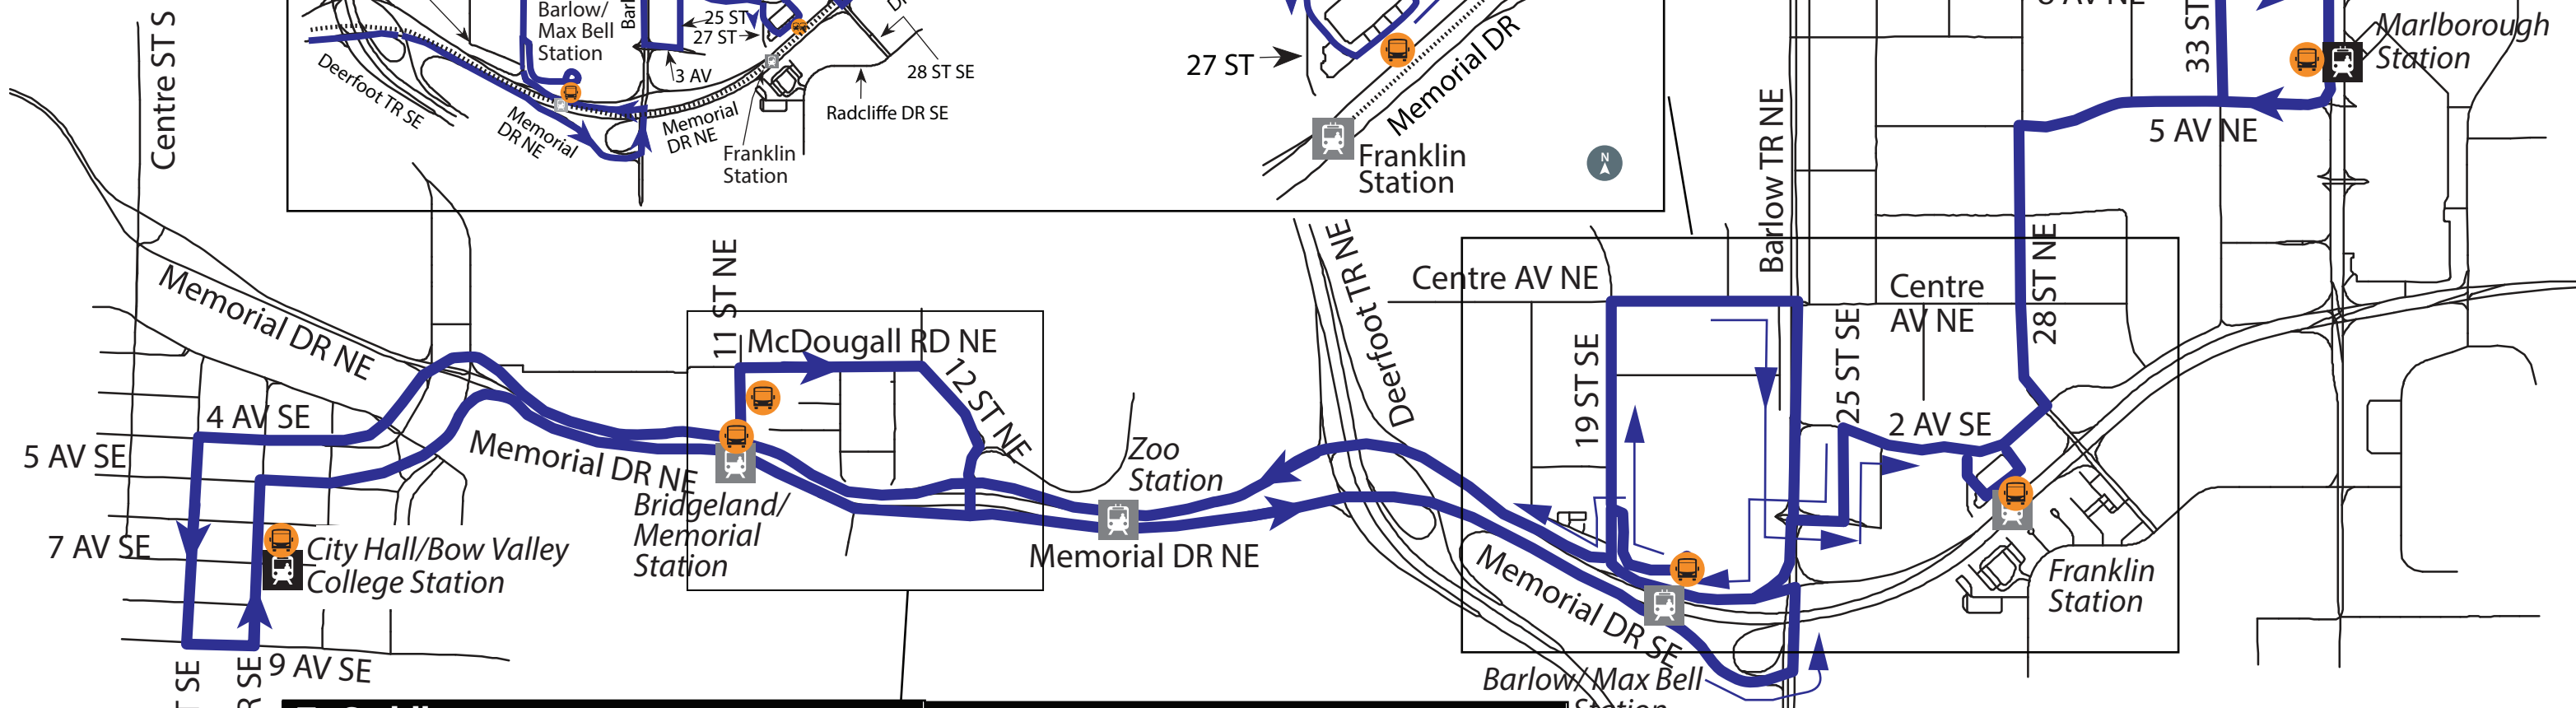 Centre ST S
Deerfoot TR SE
Barlow/
Max Bell
Station
25 ST
27 ST
3 AV
Memorial
DR NE
Memorial
DR NE
Franklin
Station
Radcliffe DR SE
28 ST SE
27 ST
Memorial DR
Franklin
Station
N
Barlow TR NE
33 ST
Marlborough
Station
5 AV NE
28 ST NE
Memorial DR NE
4 AV SE
5 AV SE
7 AV SE
City Hall/Bow Valley
College Station
9 AV SE
Memorial DR NE
11 ST NE
McDougall RD NE
12 ST NE
Bridgeland/
Memorial
Station
Zoo
Station
Memorial DR NE
Deerfoot TR NE
Centre AV NE
19 ST SE
25 ST SE
Centre
AV NE
2 AV SE
Franklin
Station
Memorial DR SE
Barlow/Max Bell
Station